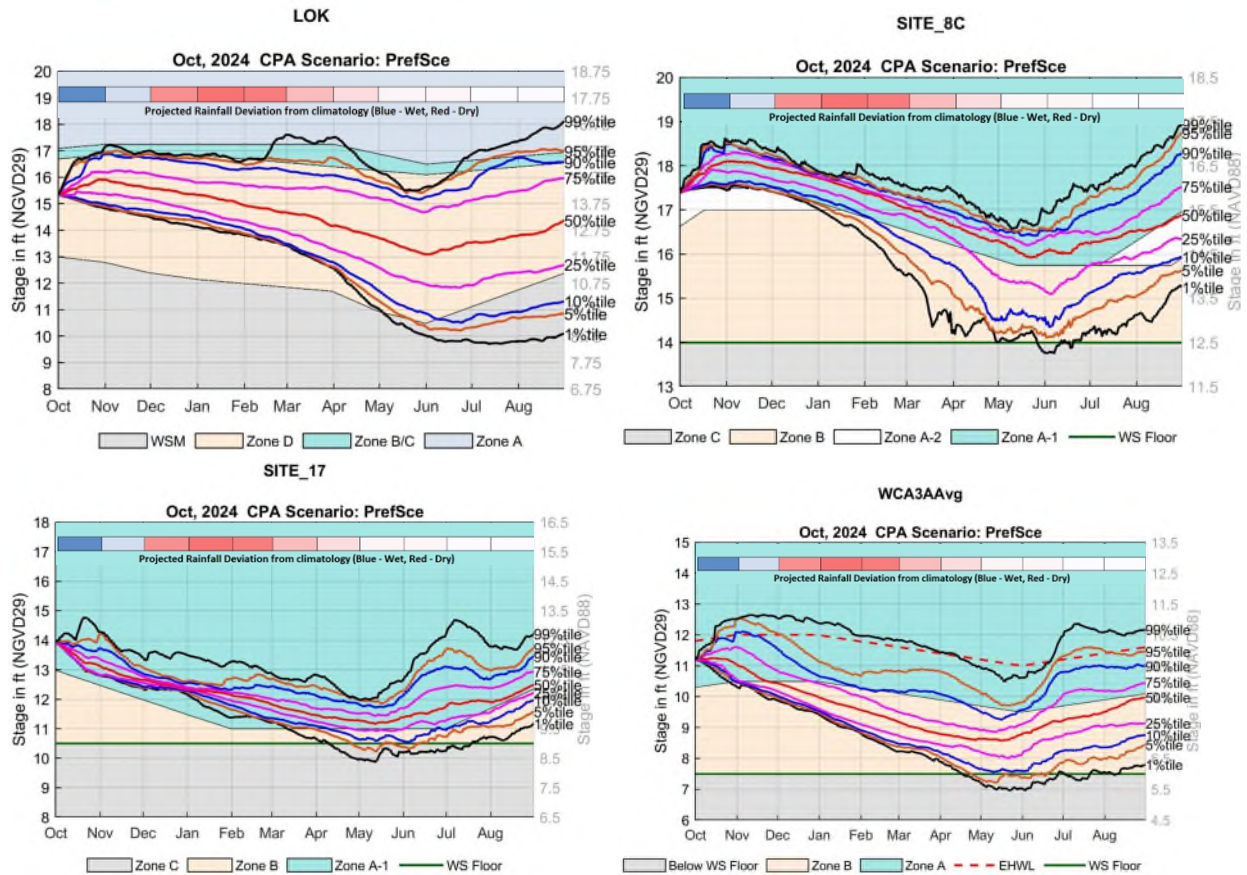 LOK
Oct, 2024 CPA Scenario: PrefSce
Projected Rainfall Deviation from climatology (Blue - Wet, Red - Dry)
Stage in ft (NGVD29)
20
19
18
17
16
15
14
13
12
11
10
9
8
18.75
17.75
16.75
13.75
12.75
11.75
10.75
7.75
6.75
99%tile
95%tile
90%tile
75%tile
50%tile
25%tile
10%tile
5%tile
1%tile
Oct Nov Dec Jan Feb Mar Apr May Jun Jul Aug
WSM Zone D Zone B/C Zone A
SITE_8C
Oct, 2024 CPA Scenario: PrefSce
Projected Rainfall Deviation from climatology (Blue - Wet, Red - Dry)
Stage in ft (NGVD29)
20
19
18
17
16
15
14
13
18.5
16.5
13.5
12.5
11.5
Stage in ft (NAVD88)
99%tile
95%tile
90%tile
75%tile
50%tile
25%tile
10%tile
5%tile
1%tile
Oct Nov Dec Jan Feb Mar Apr May Jun Jul Aug
Zone C Zone B Zone A-2 Zone A-1 WS Floor
SITE_17
Oct, 2024 CPA Scenario: PrefSce
Projected Rainfall Deviation from climatology (Blue - Wet, Red - Dry)
Stage in ft (NGVD29)
18
17
16
15
14
13
12
11
10
9
8
16.5
15.5
14.5
13.5
8.5
7.5
6.5
Stage in ft (NAVD88)
99%tile
95%tile
90%tile
75%tile
50%tile
25%tile
10%tile
5%tile
1%tile
Oct Nov Dec Jan Feb Mar Apr May Jun Jul Aug
Zone C Zone B Zone A-1 WS Floor
WCA3AAvg
Oct, 2024 CPA Scenario: PrefSce
Projected Rainfall Deviation from climatology (Blue - Wet, Red - Dry)
Stage in ft (NGVD29)
15
14
13
12
11
10
9
8
7
6
13.5
12.5
11.5
6.5
5.5
4.5
Stage in ft (NAVD88)
99%tile
95%tile
90%tile
75%tile
50%tile
25%tile
10%tile
5%tile
1%tile
Oct Nov Dec Jan Feb Mar Apr May Jun Jul Aug
Below WS Floor Zone B Zone A EHWL WS Floor